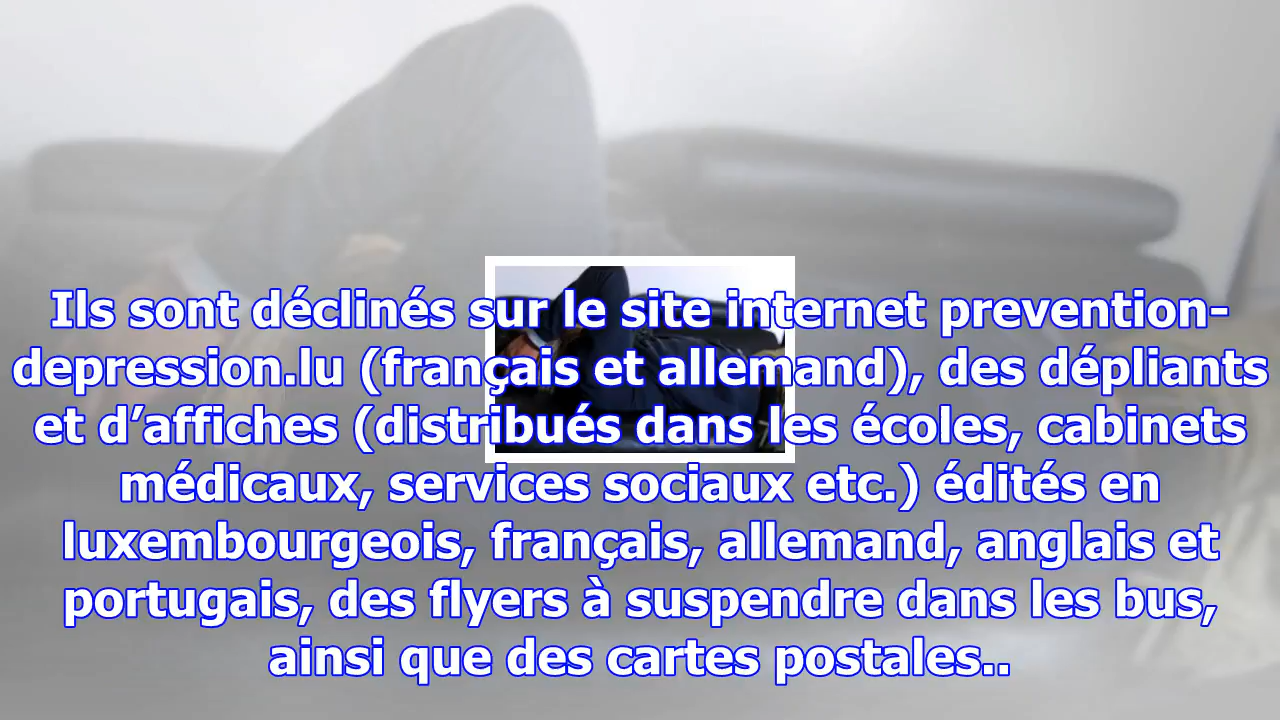 Ils sont déclinés sur le site internet prevention-
depression.lu (français et allemand), des dépliants
et d’affiches (distribués dans les écoles, cabinets
médicaux, services sociaux etc.) édités en
luxembourgeois, français, allemand, anglais et
portugais, des flyers à suspendre dans les bus,
ainsi que des cartes postales..